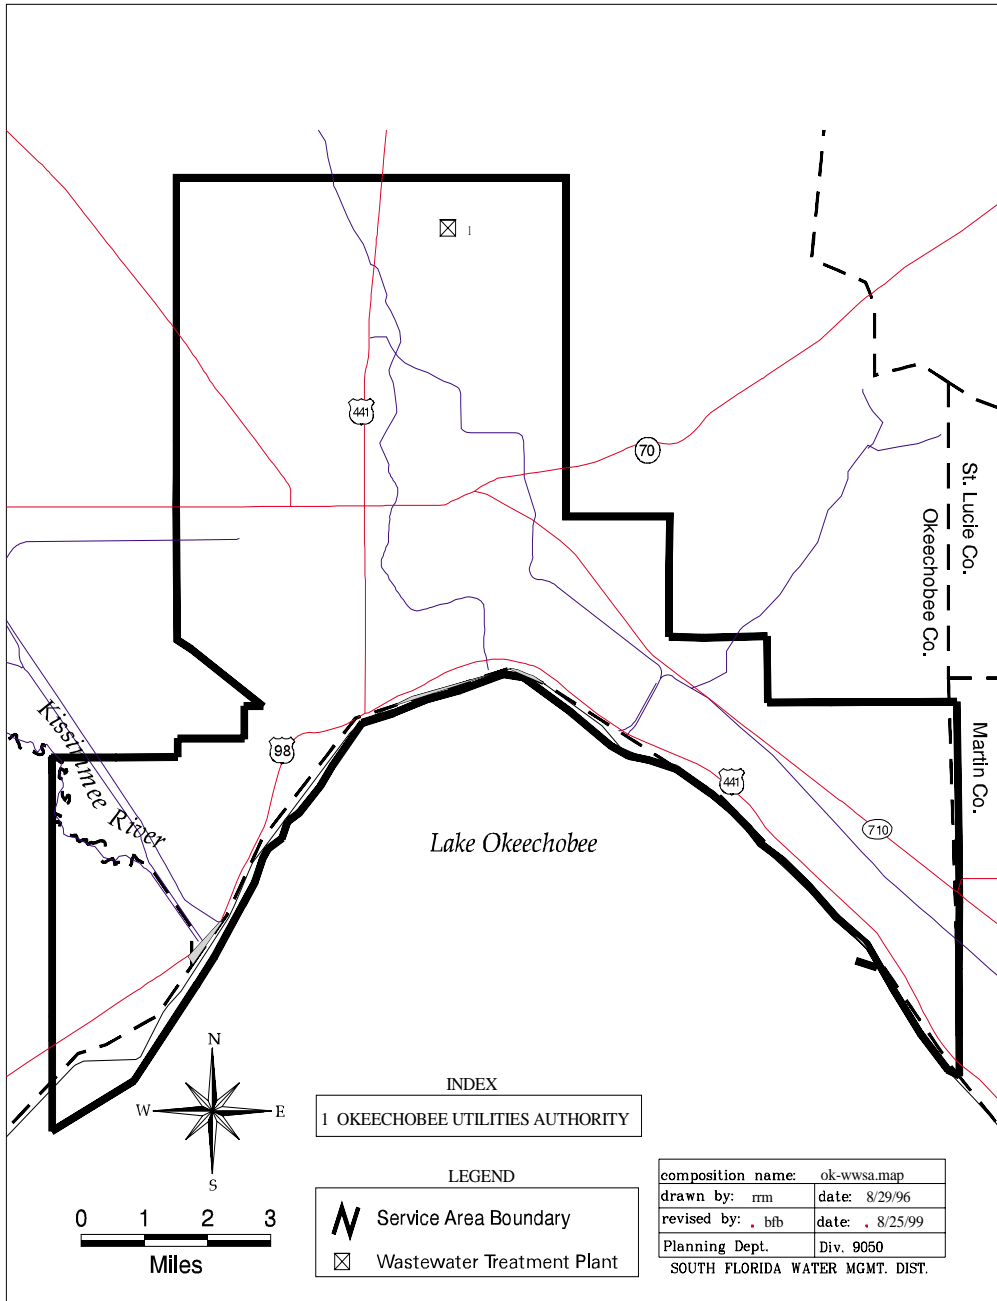 1
441
70
St. Lucie Co.
Okeechobee Co.
Kissimmee River
98
441
Martin Co.
710
Lake Okeechobee
N
W E
S
INDEX
1 OKEECHOBEE UTILITIES AUTHORITY
LEGEND
Service Area Boundary
Wastewater Treatment Plant
0 1 2 3
Miles
composition name: ok-wwsa.map
drawn by: rrm date: 8/29/96
revised by: . bfb date: . 8/25/99
Planning Dept. Div. 9050
SOUTH FLORIDA WATER MGMT. DIST.